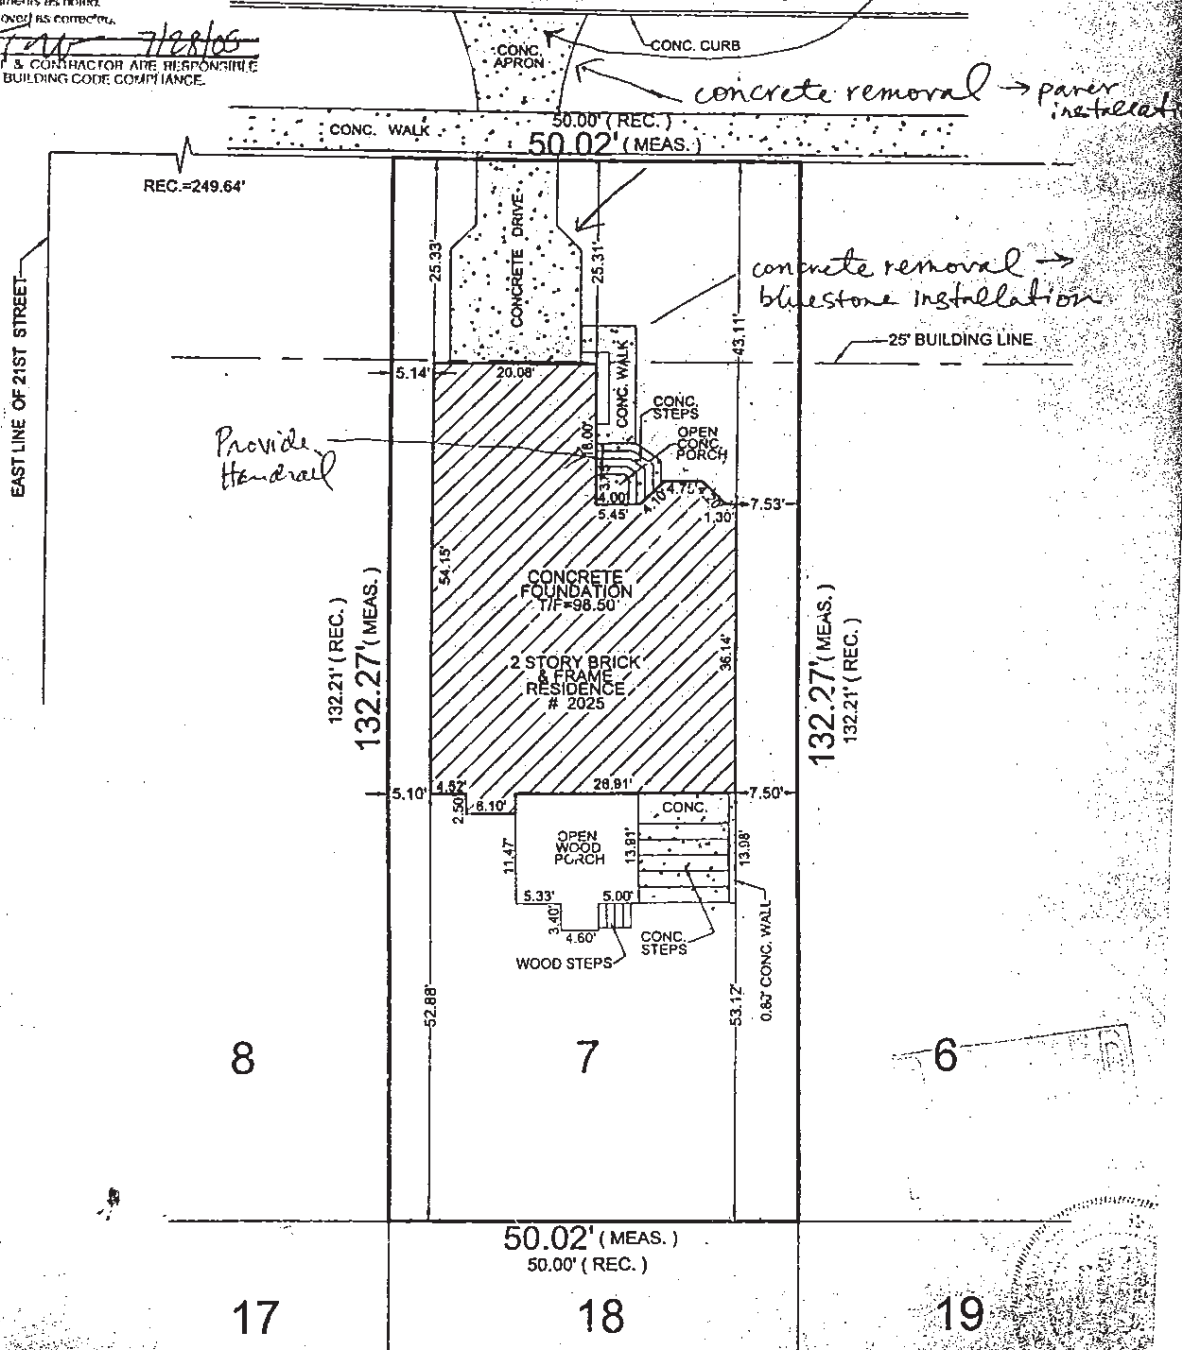 7/28/05
& CONTRACTOR ARE RESPONSIBLE
BUILDING CODE COMPLIANCE.
CONC.
APRON
CONC. CURB
concrete removal → paver
CONC. WALK
50.00' ( REC. )
50.02' ( MEAS. )
REC.=249.64'
EAST LINE OF 21ST STREET
25.33'
CONCRETE DRIVE
25.31'
43.11'
concrete removal →
bluestone installation
25' BUILDING LINE
5.14'
20.08'
CONC. WALK
CONC.
STEPS
OPEN
CONC.
PORCH
Provide
Handrail
4.00'
5.45'
4.10'
4.75'
1.30'
7.53'
54.15'
CONCRETE
FOUNDATION
T/F=98.50'
2 STORY BRICK
& FRAME
RESIDENCE
# 2025
36.14'
132.21' ( REC. )
132.27' ( MEAS. )
132.27' ( MEAS. )
132.21' ( REC. )
5.10'
4.52'
2.50'
6.10'
7.50'
CONC.
OPEN
WOOD
PORCH
11.47'
13.91'
13.98'
5.33'
5.00'
3.40'
4.60'
WOOD STEPS
CONC.
STEPS
CONC. WALL
52.88'
53.12'
8
7
6
50.02' ( MEAS. )
50.00' ( REC. )
17
18
19